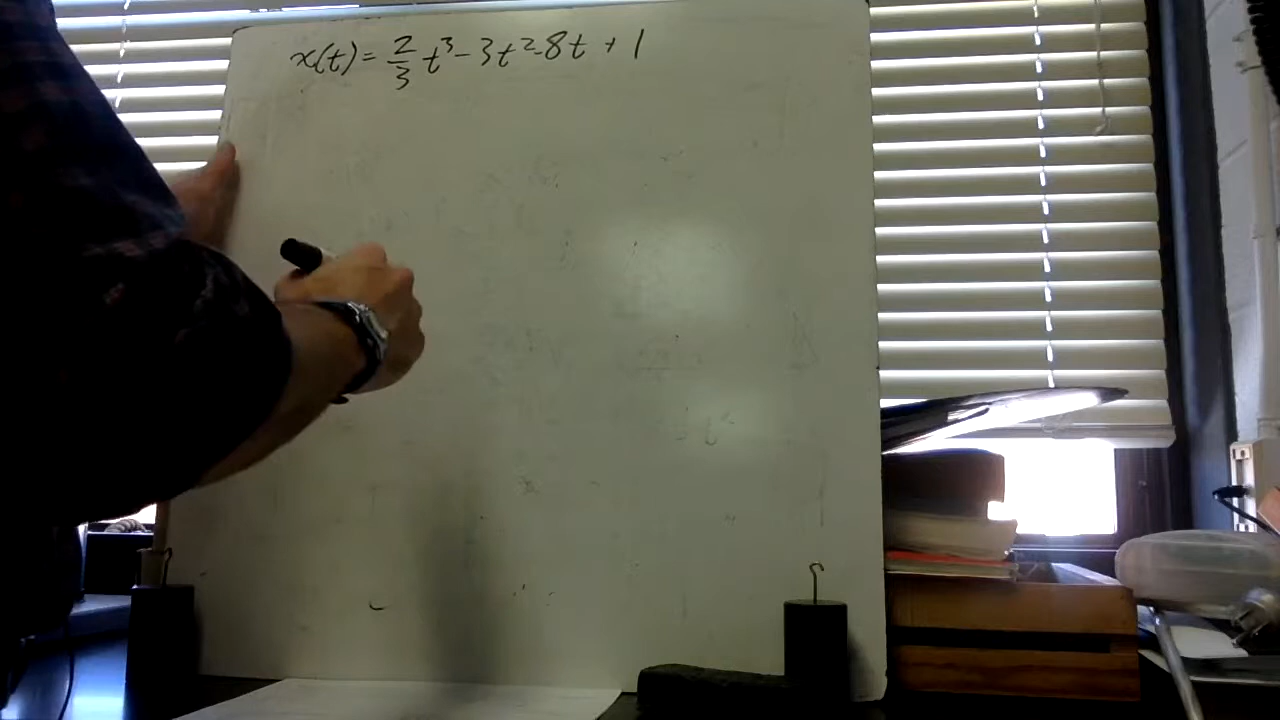 x(t) = 2/3 t³ - 3t² - 8t + 1